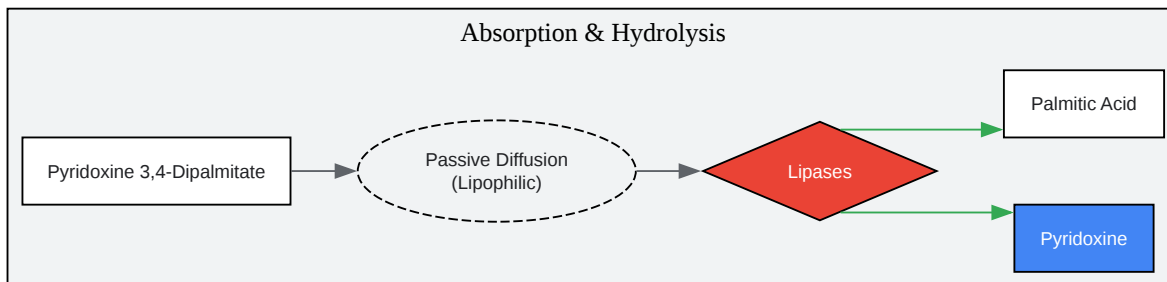 Absorption & Hydrolysis
Pyridoxine 3,4-Dipalmitate
Passive Diffusion
(Lipophilic)
Lipases
Palmitic Acid
Pyridoxine